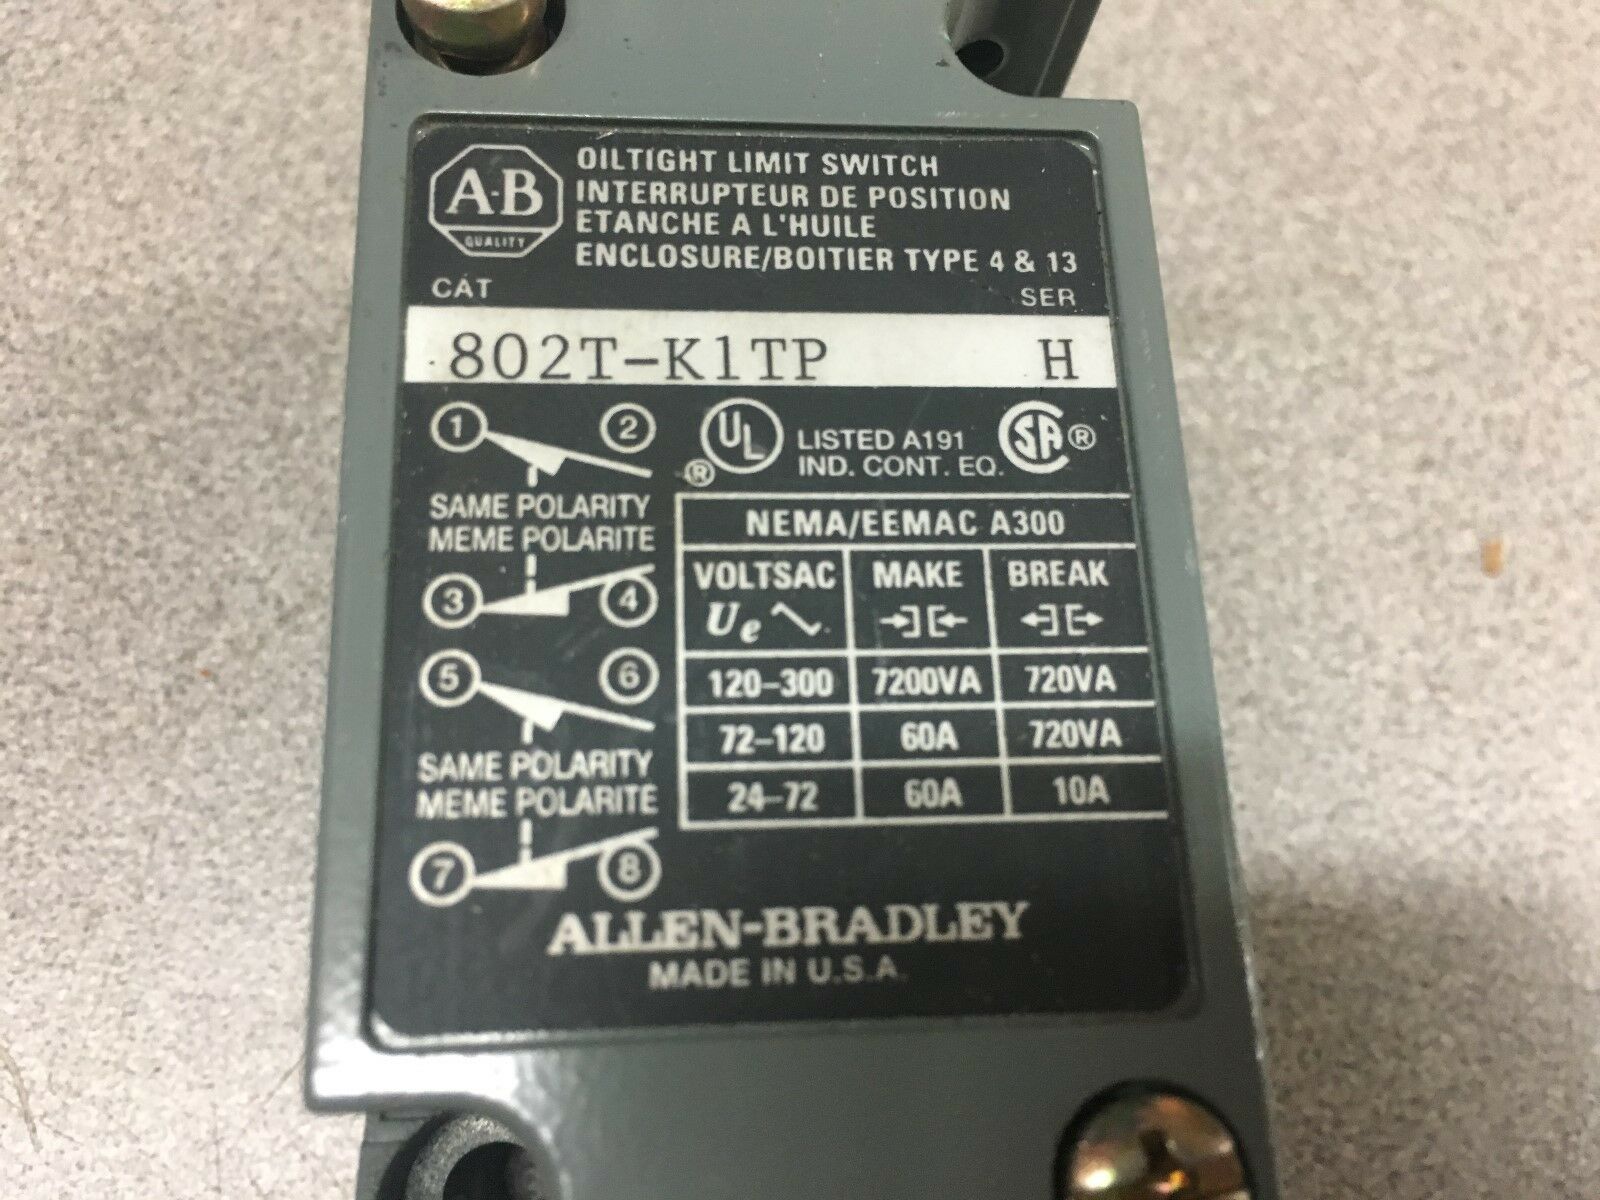 A-B
QUALITY
OILTIGHT LIMIT SWITCH
INTERRUPTEUR DE POSITION
ETANCHE A L'HUILE
ENCLOSURE/BOITIER TYPE 4 & 13
CAT SER
802T-K1TP H
1 2
SAME POLARITY
MEME POLARITE
3 4
5 6
SAME POLARITY
MEME POLARITE
7 8
UL ®
LISTED A191
IND. CONT. EQ.
SA ®
NEMA/EEMAC A300
VOLTSAC MAKE BREAK
Ue
120-300 7200VA 720VA
72-120 60A 720VA
24-72 60A 10A
ALLEN-BRADLEY
MADE IN U.S.A.